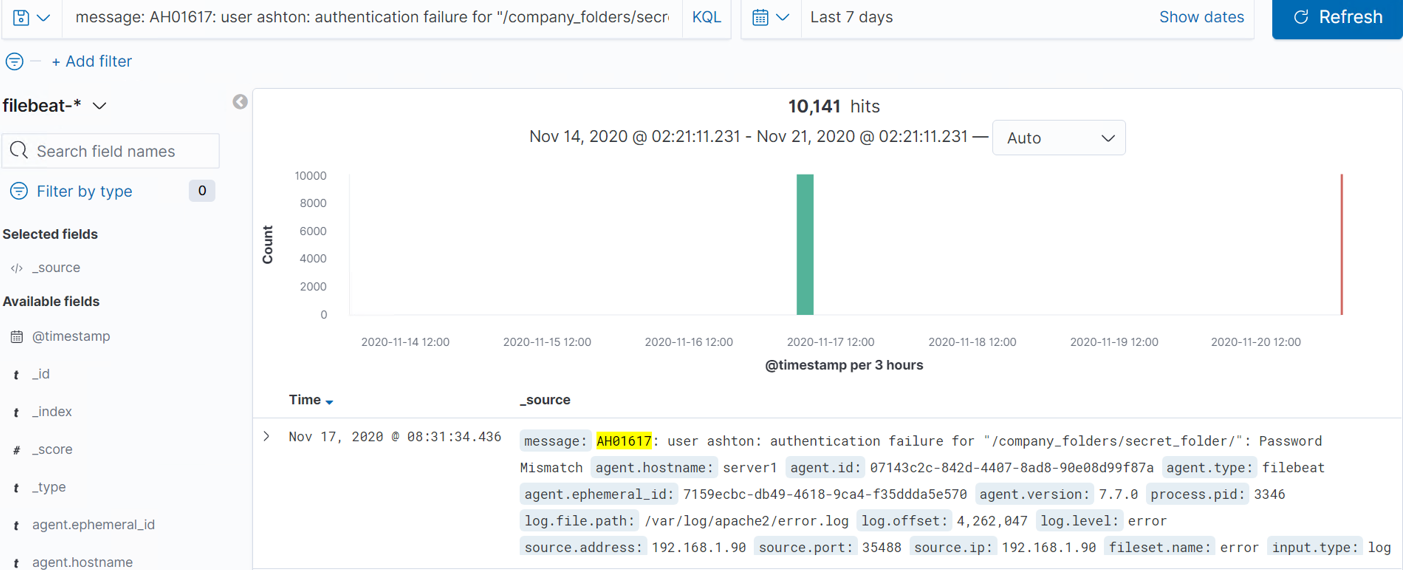 message: AH01617: user ashton: authentication failure for "/company_folders/secre KQL Last 7 days Show dates Refresh
+ Add filter
filebeat-*
Search field names
Filter by type 0
Selected fields
_source
Available fields
@timestamp
t _id
t _index
# _score
t _type
t agent.ephemeral_id
t agent.hostname
10,141 hits
Nov 14, 2020 @ 02:21:11.231 - Nov 21, 2020 @ 02:21:11.231 — Auto
Count
10000
8000
6000
4000
2000
0
2020-11-14 12:00 2020-11-15 12:00 2020-11-16 12:00 2020-11-17 12:00 2020-11-18 12:00 2020-11-19 12:00 2020-11-20 12:00
@timestamp per 3 hours
Time _source
Nov 17, 2020 @ 08:31:34.436
message: AH01617: user ashton: authentication failure for "/company_folders/secret_folder/": Password
Mismatch agent.hostname: server1 agent.id: 07143c2c-842d-4407-8ad8-90e08d99f87a agent.type: filebeat
agent.ephemeral_id: 7159ecbc-db49-4618-9ca4-f35ddda5e570 agent.version: 7.7.0 process.pid: 3346
log.file.path: /var/log/apache2/error.log log.offset: 4,262,047 log.level: error
source.address: 192.168.1.90 source.port: 35488 source.ip: 192.168.1.90 fileset.name: error input.type: log